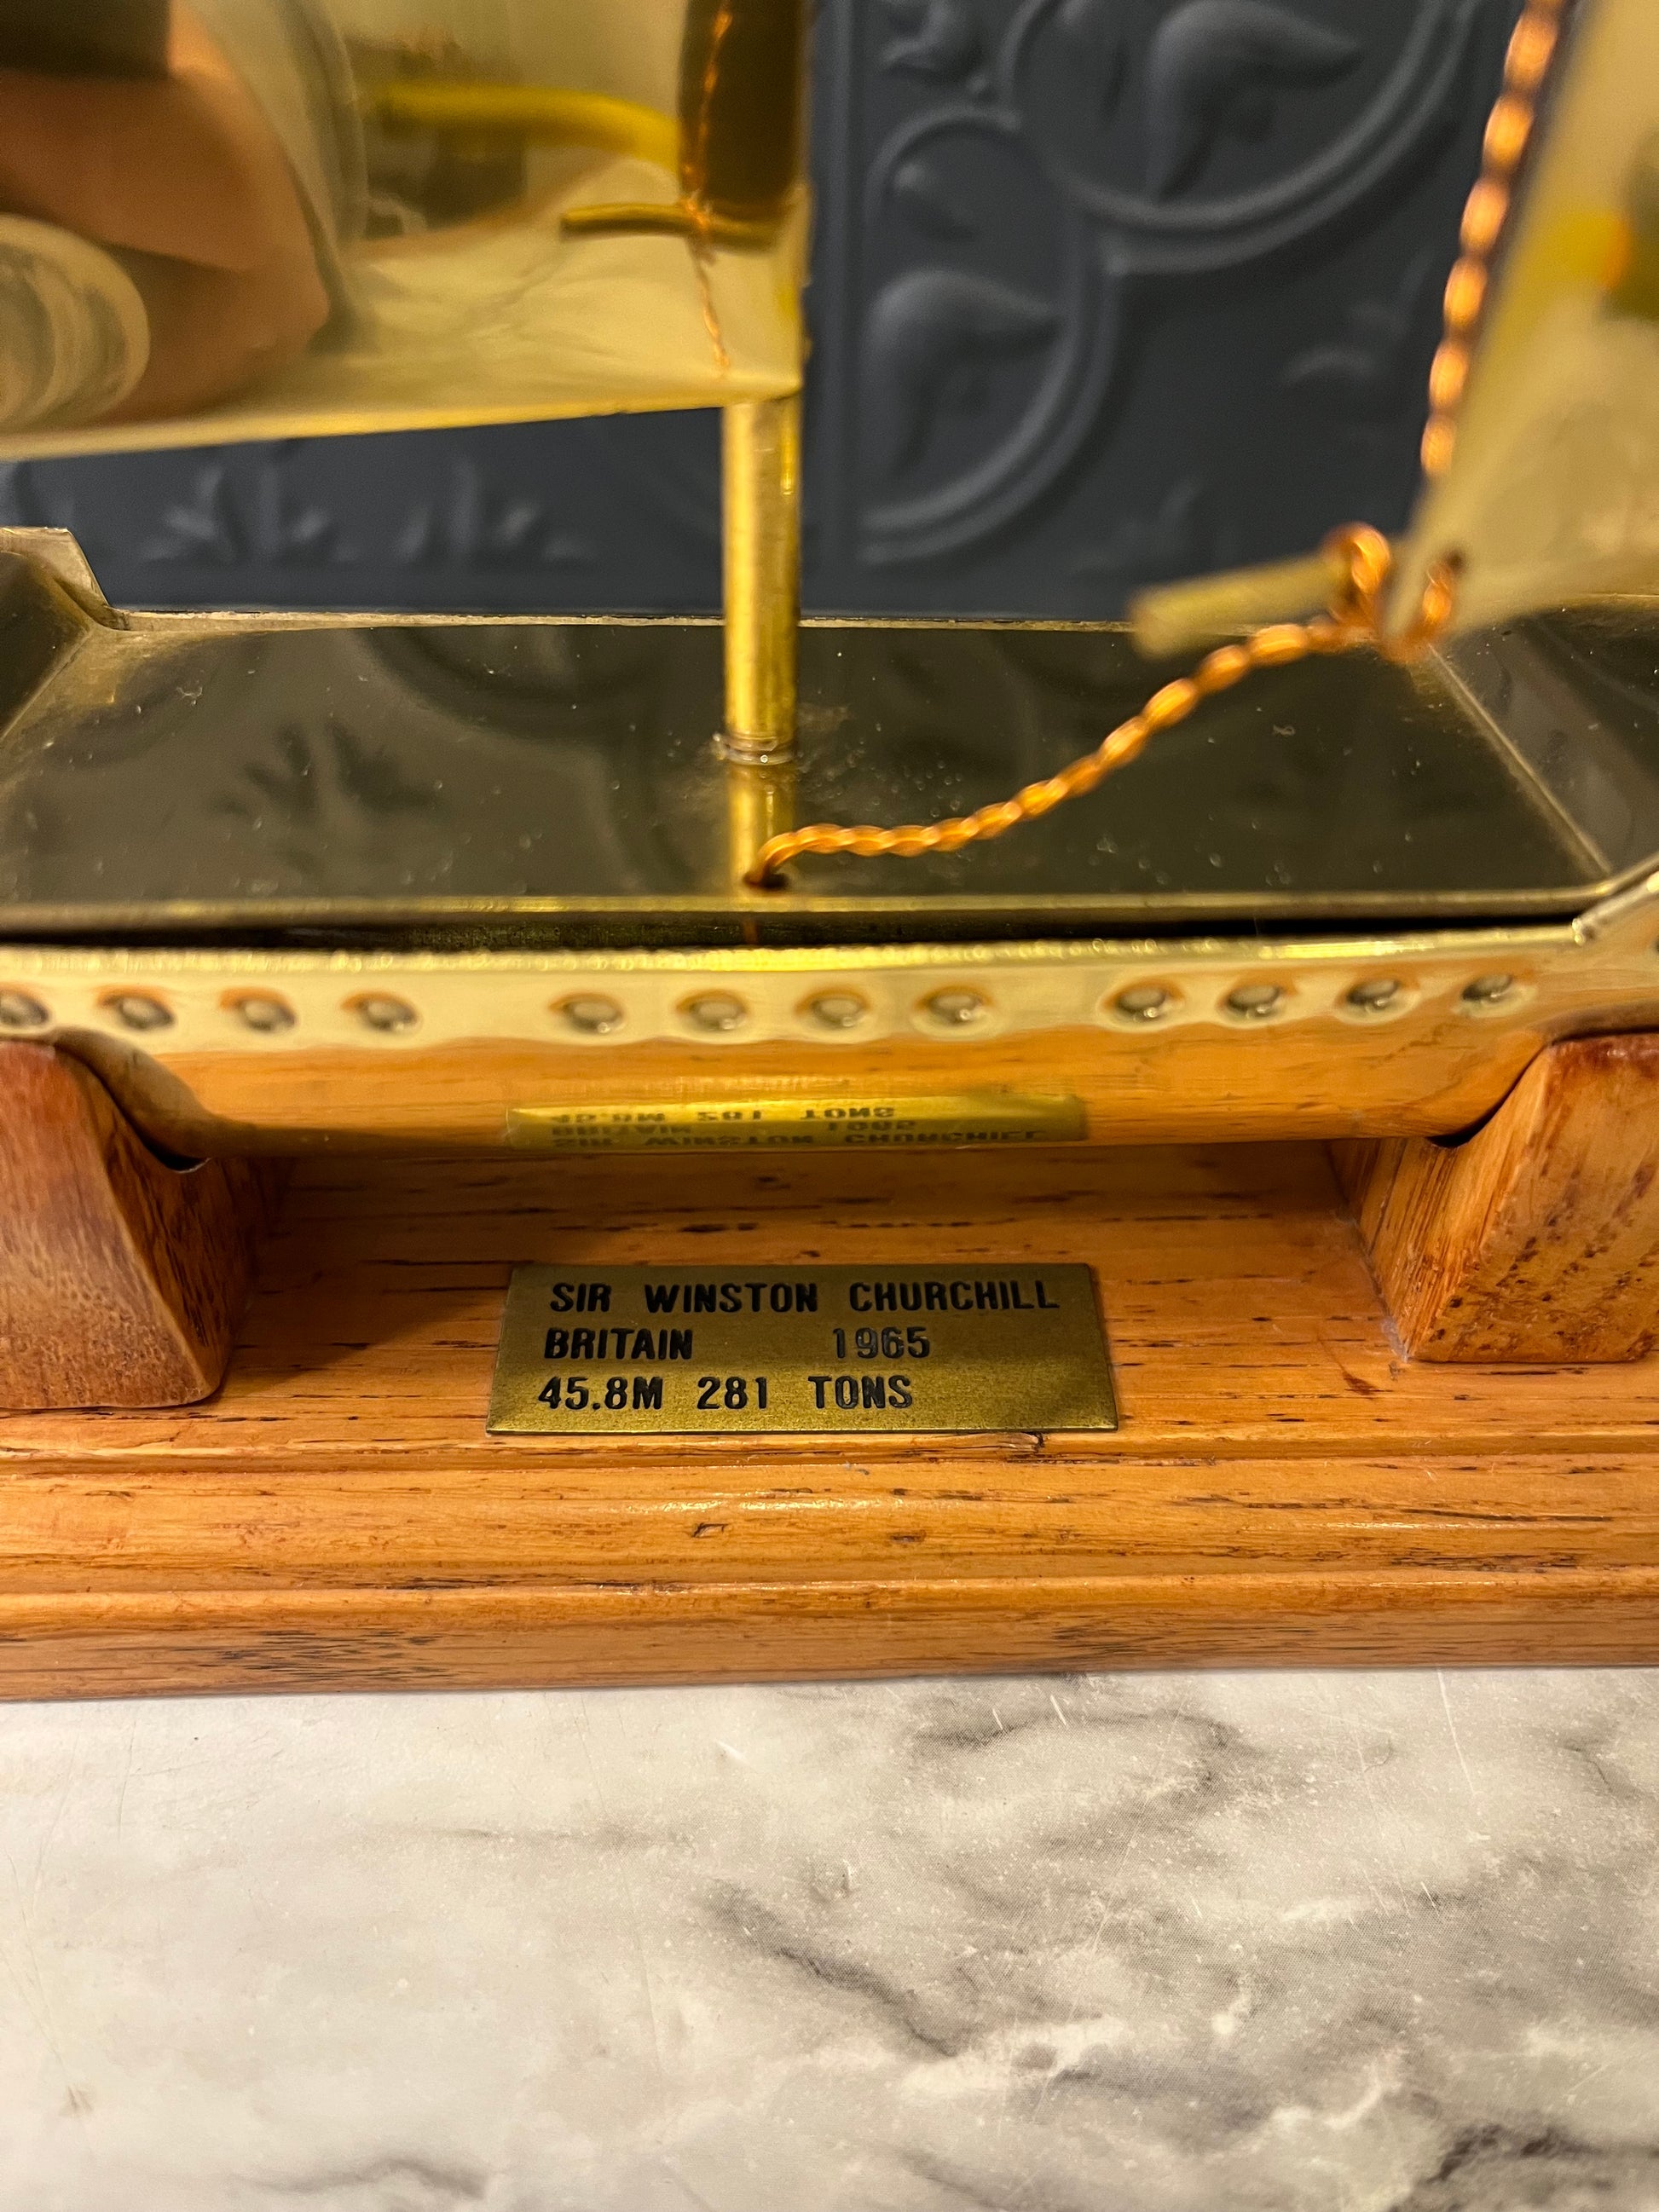 SIR WINSTON CHURCHILL
BRITAIN 1965
45.8M 281 TONS